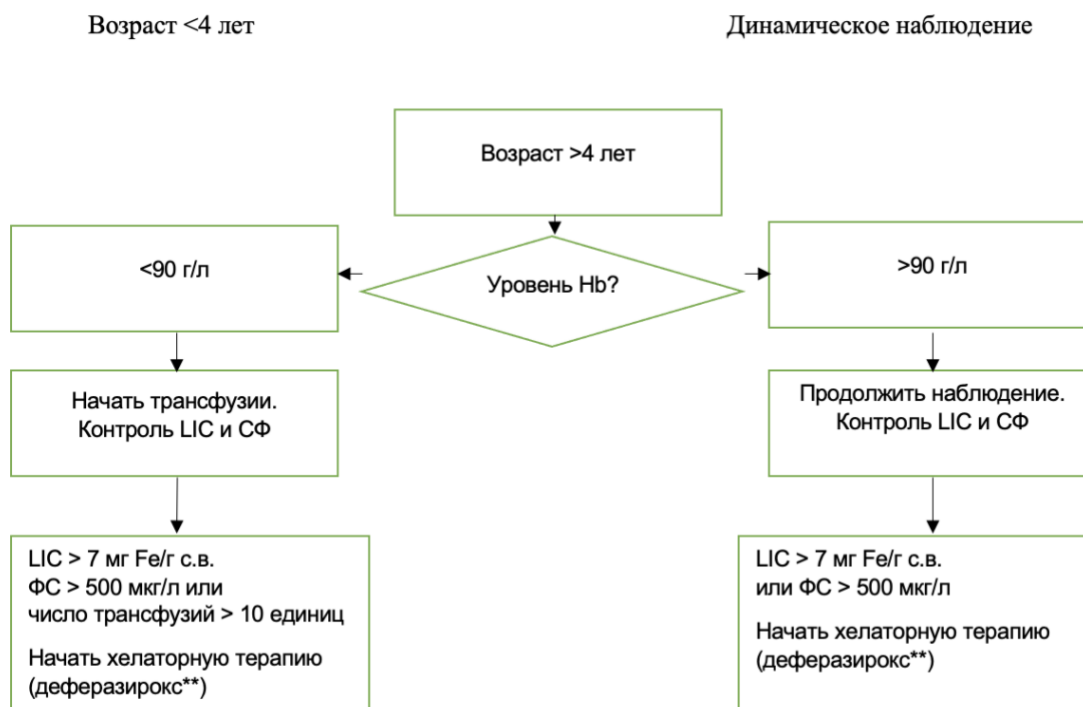 Возраст <4 лет
Динамическое наблюдение
Возраст >4 лет
<90 г/л
Уровень Hb?
>90 г/л
Начать трансфузии.
Контроль LIC и СФ
Продолжить наблюдение.
Контроль LIC и СФ
LIC > 7 мг Fe/г с.в.
ФС > 500 мкг/л или
число трансфузий > 10 единиц
Начать хелаторную терапию
(деферазирокс**)
LIC > 7 мг Fe/г с.в.
или ФС > 500 мкг/л
Начать хелаторную терапию
(деферазирокс**)